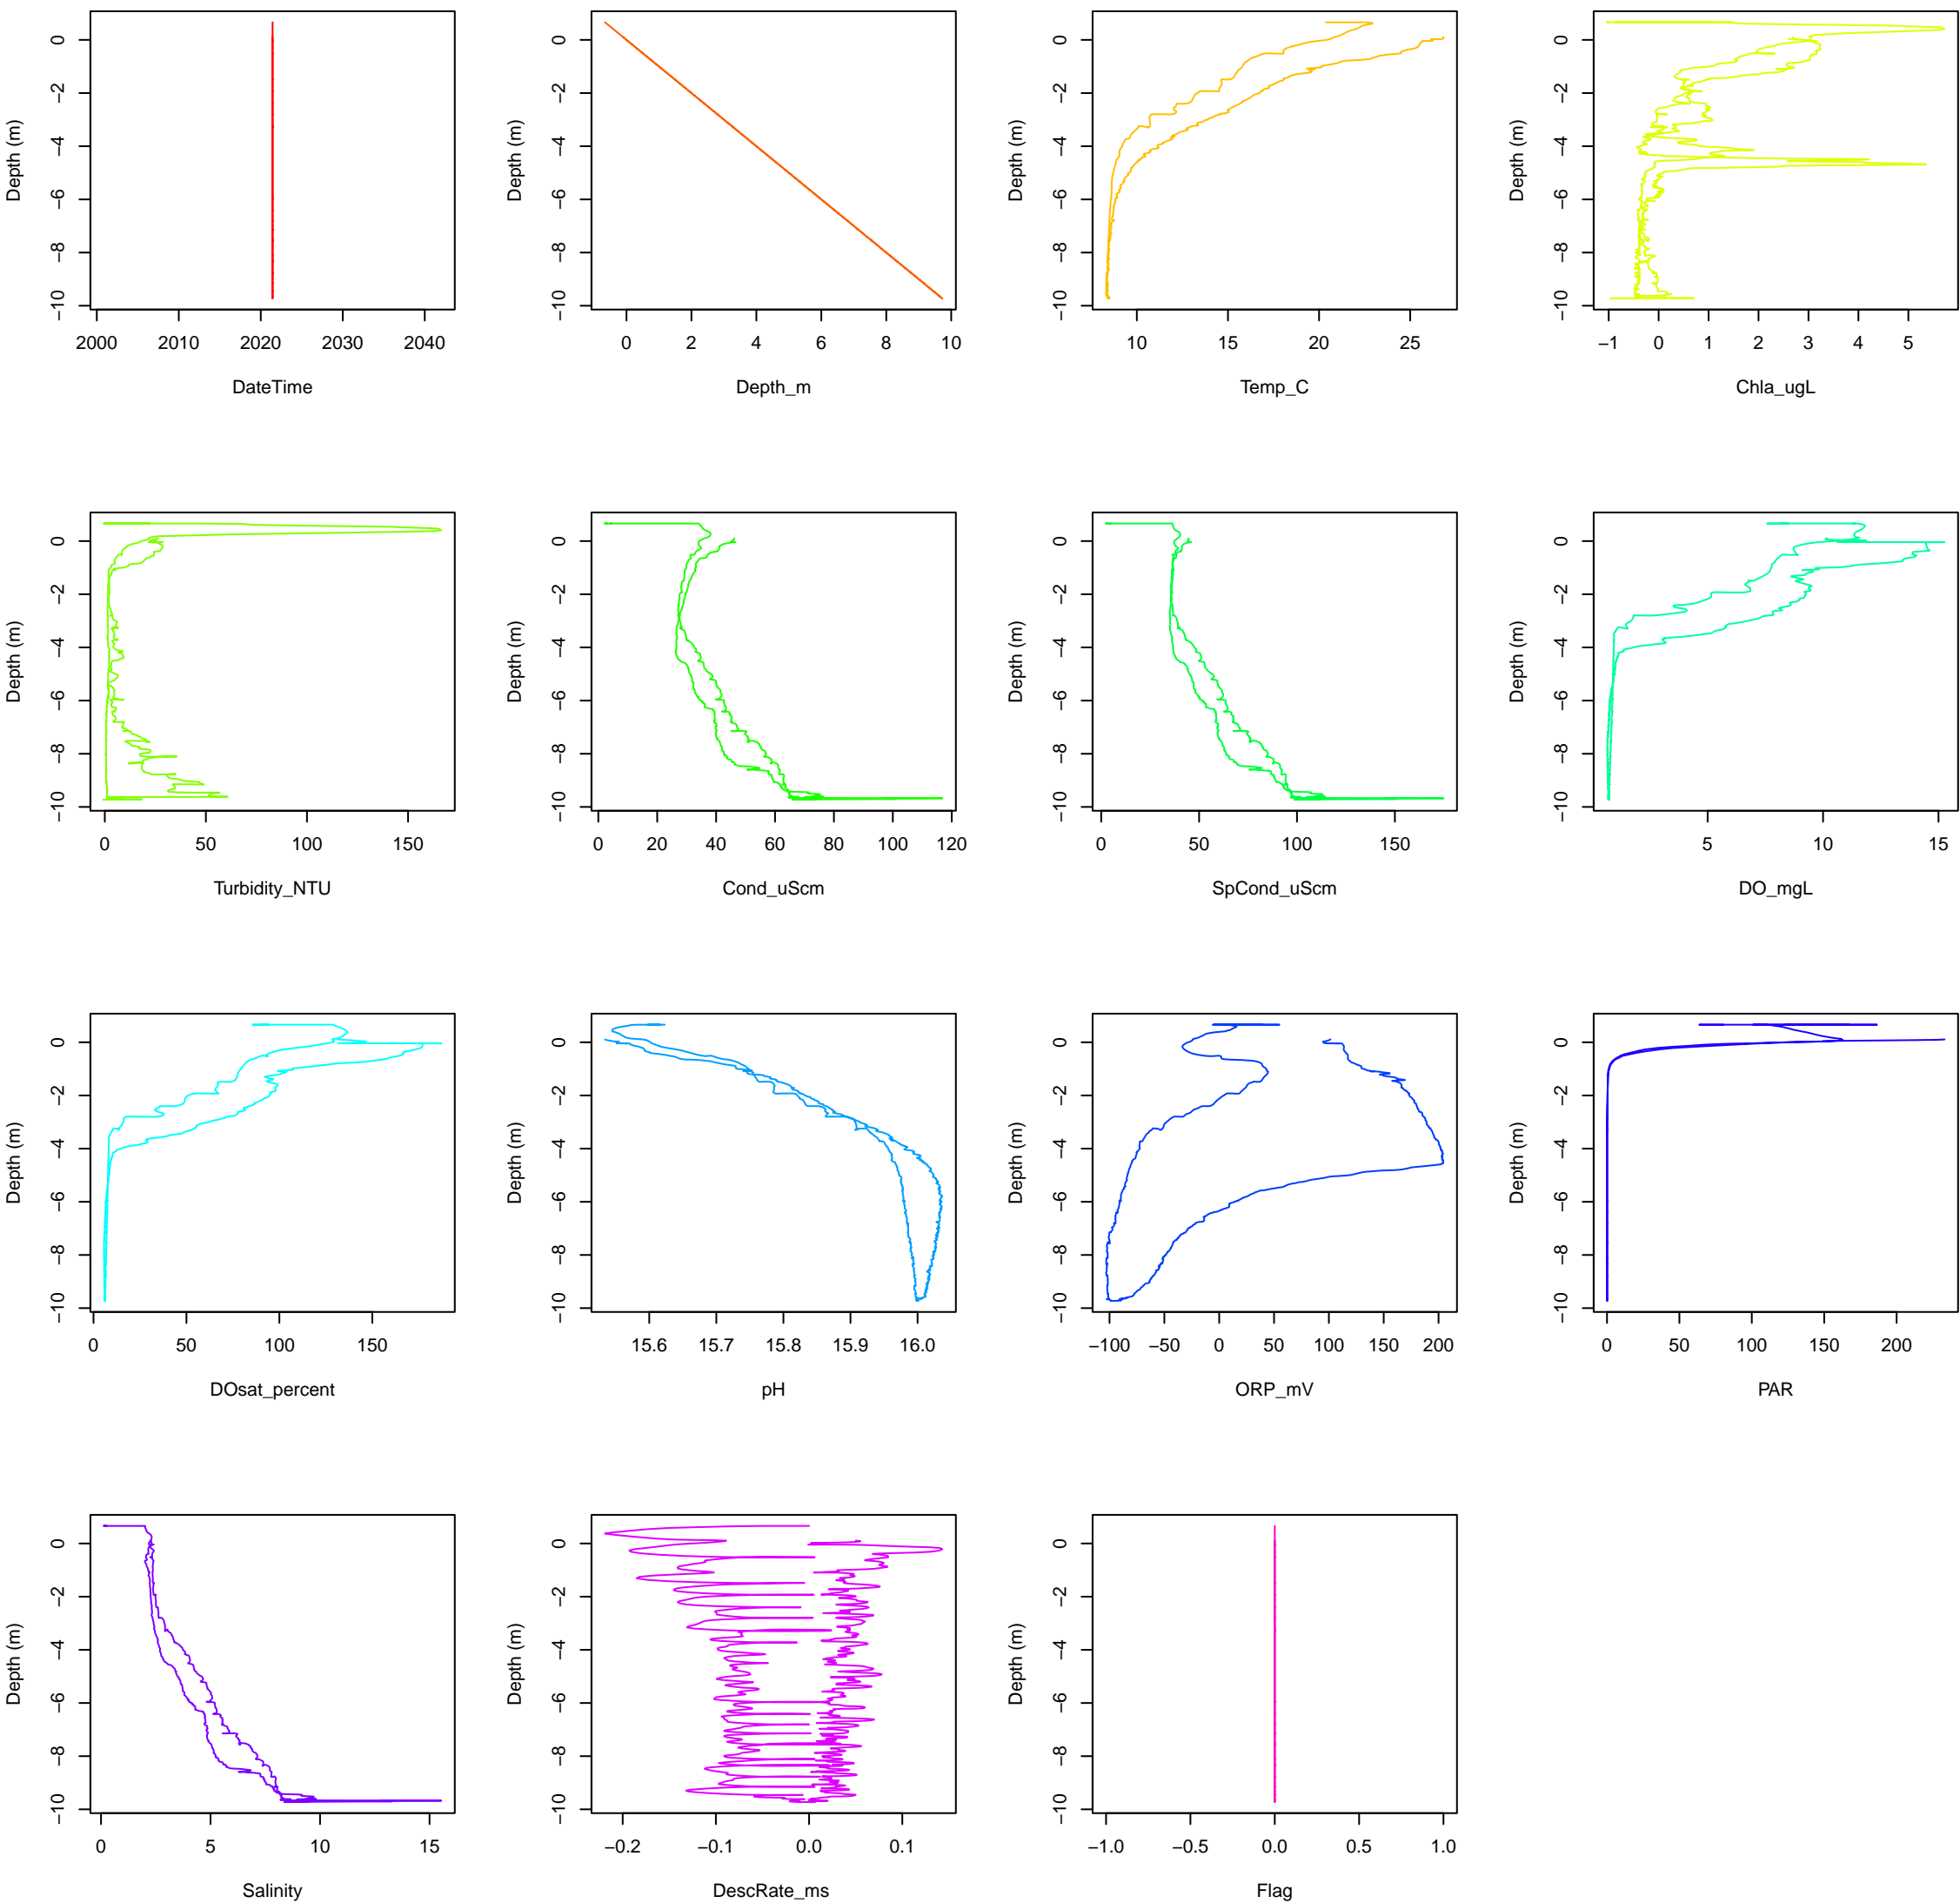 Depth (m)
0
−2
−4
−6
−8
−10
2000 2010 2020 2030 2040
DateTime
Depth (m)
0
−2
−4
−6
−8
−10
0 2 4 6 8 10
Depth_m
Depth (m)
0
−2
−4
−6
−8
−10
10 15 20 25
Temp_C
Depth (m)
0
−2
−4
−6
−8
−10
−1 0 1 2 3 4 5
Chla_ugL
Depth (m)
0
−2
−4
−6
−8
−10
0 50 100 150
Turbidity_NTU
Depth (m)
0
−2
−4
−6
−8
−10
0 20 40 60 80 100 120
Cond_uScm
Depth (m)
0
−2
−4
−6
−8
−10
0 50 100 150
SpCond_uScm
Depth (m)
0
−2
−4
−6
−8
−10
5 10 15
DO_mgL
Depth (m)
0
−2
−4
−6
−8
−10
0 50 100 150
DOsat_percent
Depth (m)
0
−2
−4
−6
−8
−10
15.6 15.7 15.8 15.9 16.0
pH
Depth (m)
0
−2
−4
−6
−8
−10
−100 −50 0 50 100 150 200
ORP_mV
Depth (m)
0
−2
−4
−6
−8
−10
0 50 100 150 200
PAR
Depth (m)
0
−2
−4
−6
−8
−10
0 5 10 15
Salinity
Depth (m)
0
−2
−4
−6
−8
−10
−0.2 −0.1 0.0 0.1
DescRate_ms
Depth (m)
0
−2
−4
−6
−8
−10
−1.0 −0.5 0.0 0.5 1.0
Flag